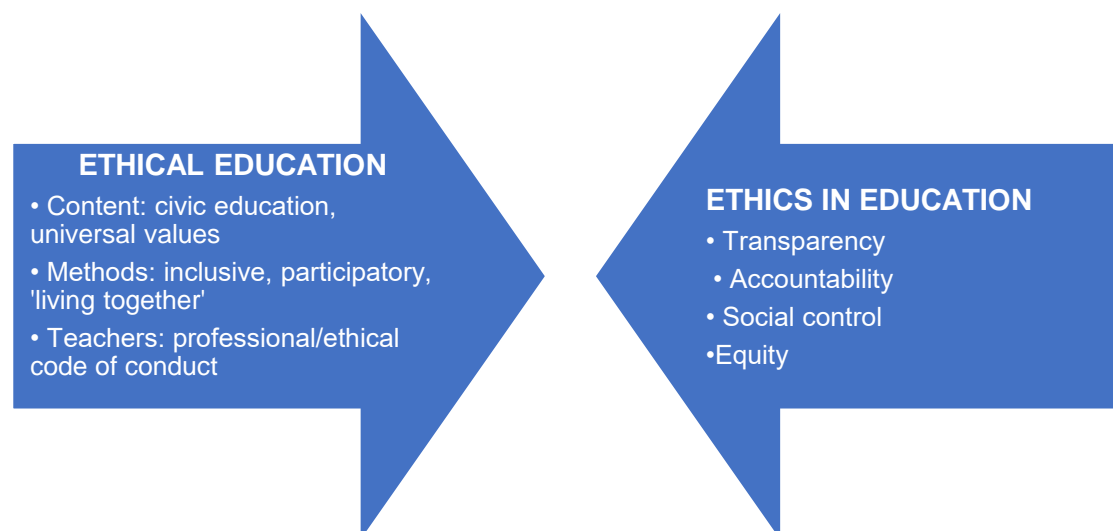 ETHICAL EDUCATION
• Content: civic education,
universal values
• Methods: inclusive, participatory,
'living together'
• Teachers: professional/ethical
code of conduct
ETHICS IN EDUCATION
• Transparency
• Accountability
• Social control
•Equity